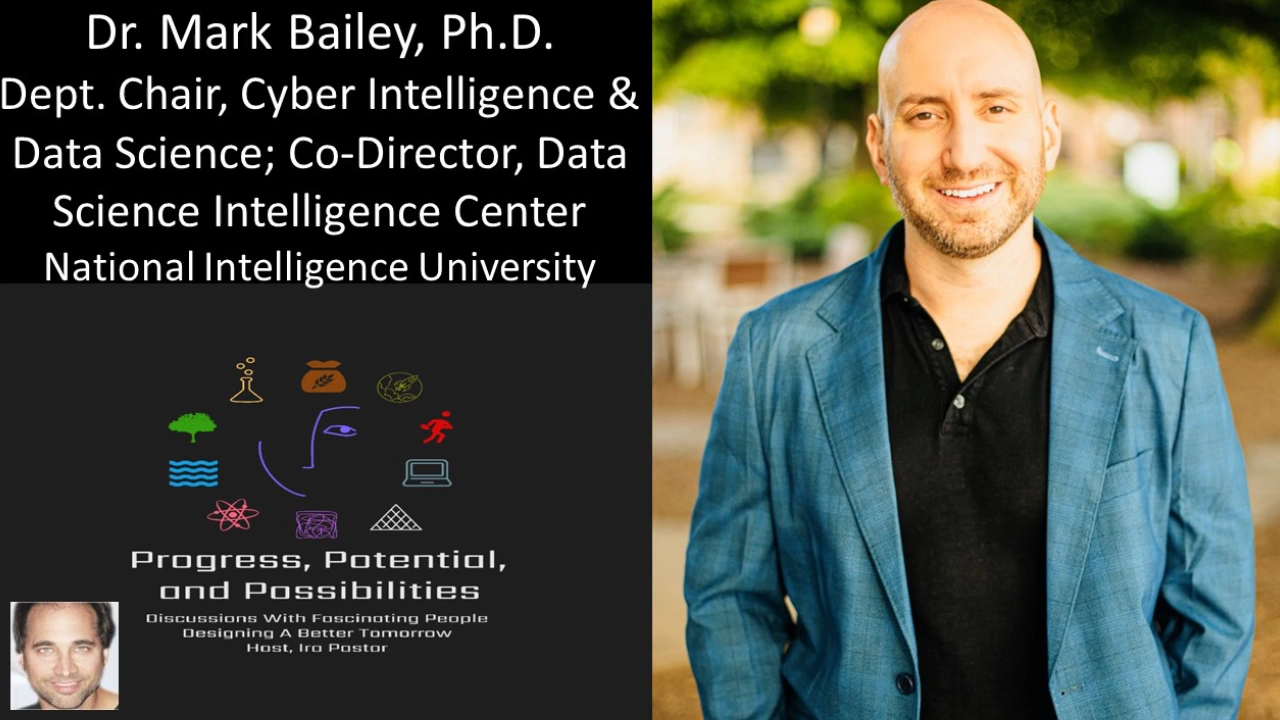 Dr. Mark Bailey, Ph.D.
Dept. Chair, Cyber Intelligence &
Data Science; Co-Director, Data
Science Intelligence Center
National Intelligence University
Progress, Potential,
and Possibilities
Discussions With Fascinating People
Designing A Better Tomorrow
Host, Ira Pastor